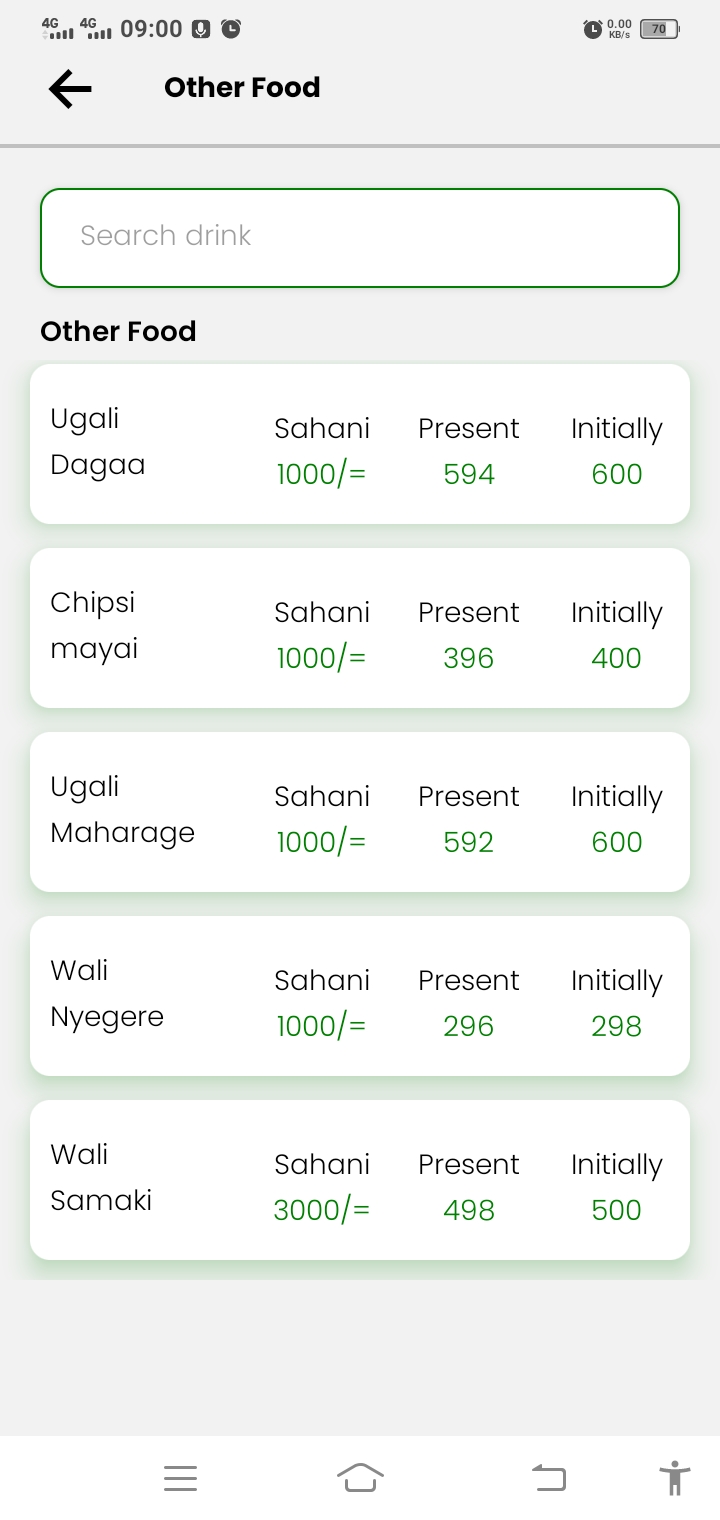 4G 4G 09:00 0.00 KB/s 70
Other Food
Search drink
Other Food
Ugali Dagaa
Sahani Present Initially
1000/= 594 600
Chipsi mayai
Sahani Present Initially
1000/= 396 400
Ugali Maharage
Sahani Present Initially
1000/= 592 600
Wali Nyegere
Sahani Present Initially
1000/= 296 298
Wali Samaki
Sahani Present Initially
3000/= 498 500